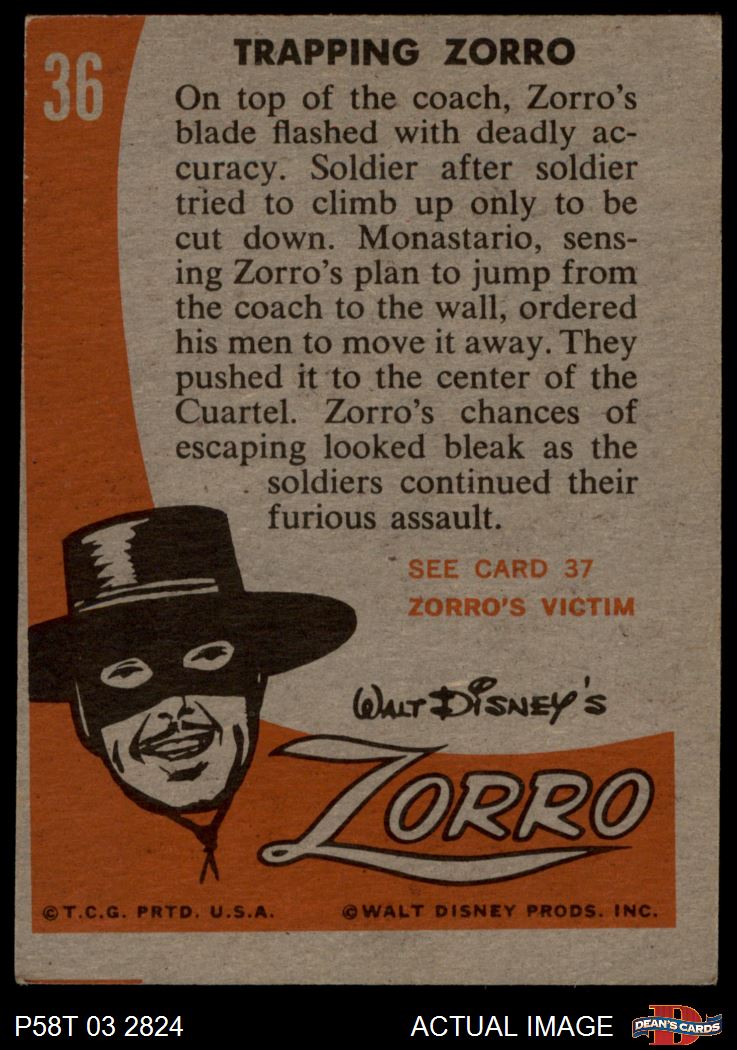 36
TRAPPING ZORRO
On top of the coach, Zorro's
blade flashed with deadly ac-
curacy. Soldier after soldier
tried to climb up only to be
cut down. Monastario, sens-
ing Zorro's plan to jump from
the coach to the wall, ordered
his men to move it away. They
pushed it to the center of the
Cuartel. Zorro's chances of
escaping looked bleak as the
soldiers continued their
furious assault.
SEE CARD 37
ZORRO'S VICTIM
WALT DISNEY'S
ZORRO
©T.C.G. PRTD. U.S.A.
©WALT DISNEY PRODS. INC.
P58T 03 2824
ACTUAL IMAGE
DEAN'S CARDS